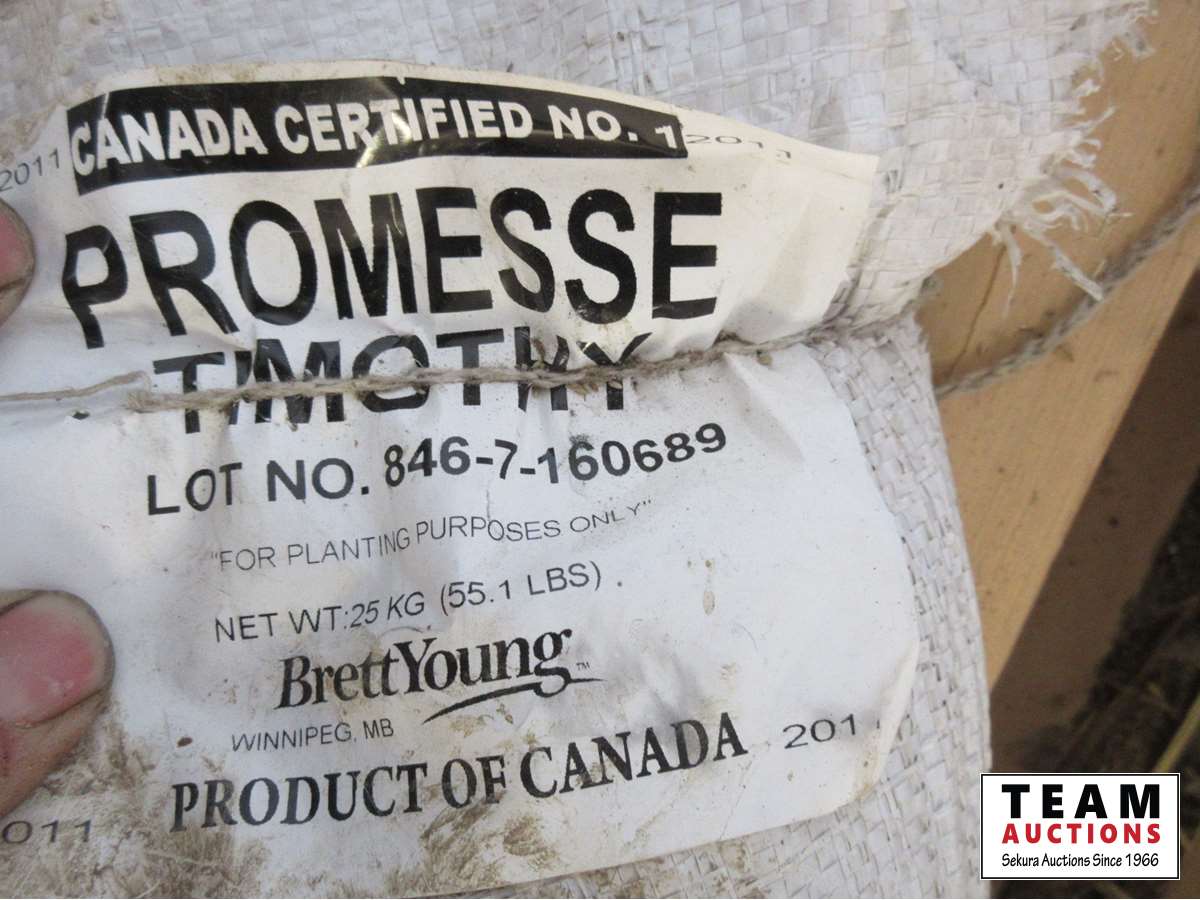 2011 CANADA CERTIFIED NO. 1 2011
PROMESSE
TIMOTHY
LOT NO. 846-7-160689
"FOR PLANTING PURPOSES ONLY"
NET WT: 25 KG (55.1 LBS) .
BrettYoung™
WINNIPEG, MB
PRODUCT OF CANADA 201
2011
TEAM
AUCTIONS
Sekura Auctions Since 1966